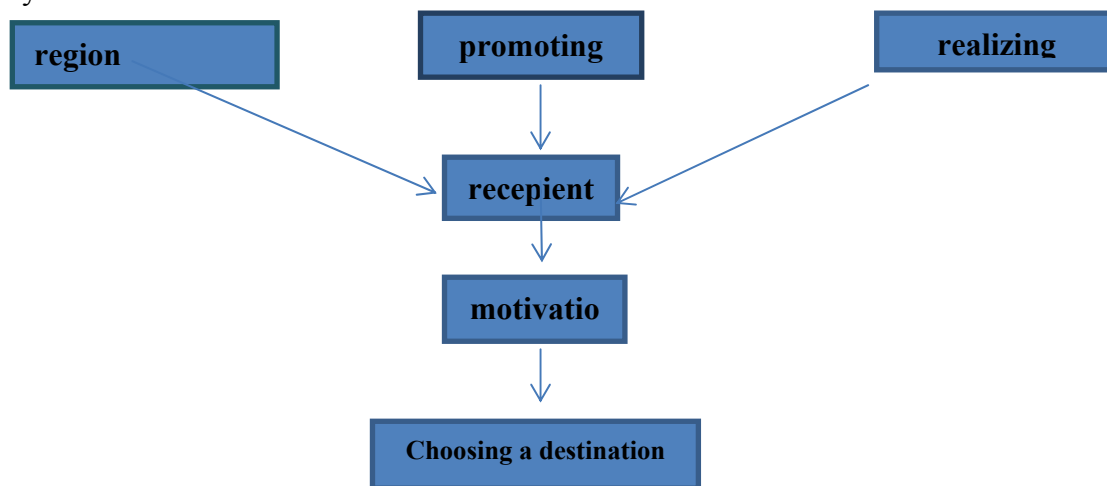 region
promoting
realizing
recepient
motivatio
Choosing a destination